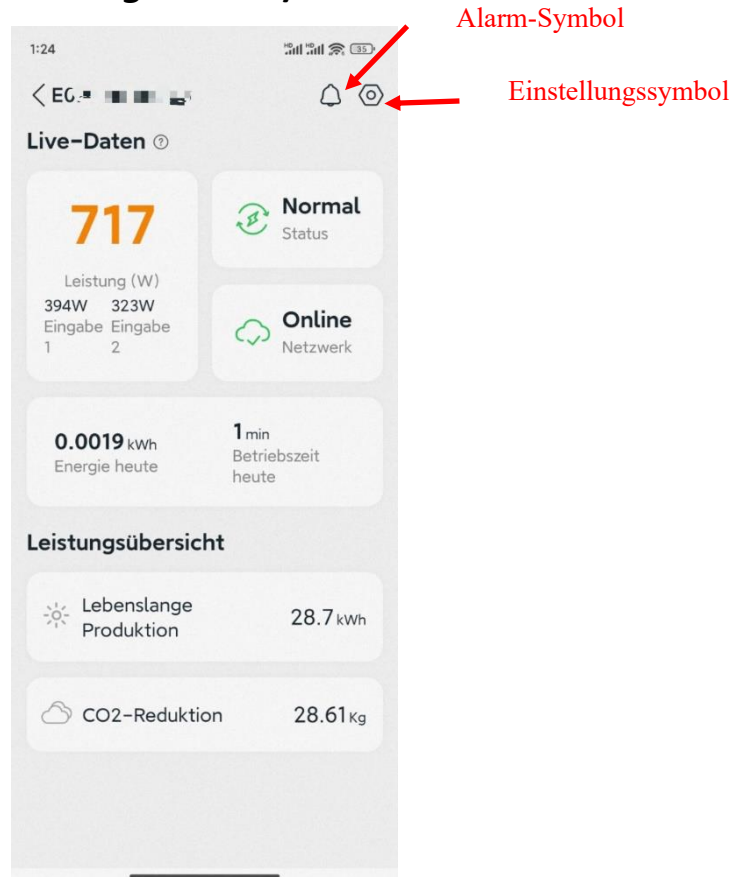 Alarm-Symbol
1:24
35
Einstellungssymbol
Live-Daten
717
Leistung (W)
394W 323W
Eingabe Eingabe
1 2
Normal
Status
Online
Netzwerk
0.0019 kWh
Energie heute
1 min
Betriebszeit
heute
Leistungsübersicht
Lebenslange
Produktion
28.7 kWh
CO2-Reduktion
28.61 Kg